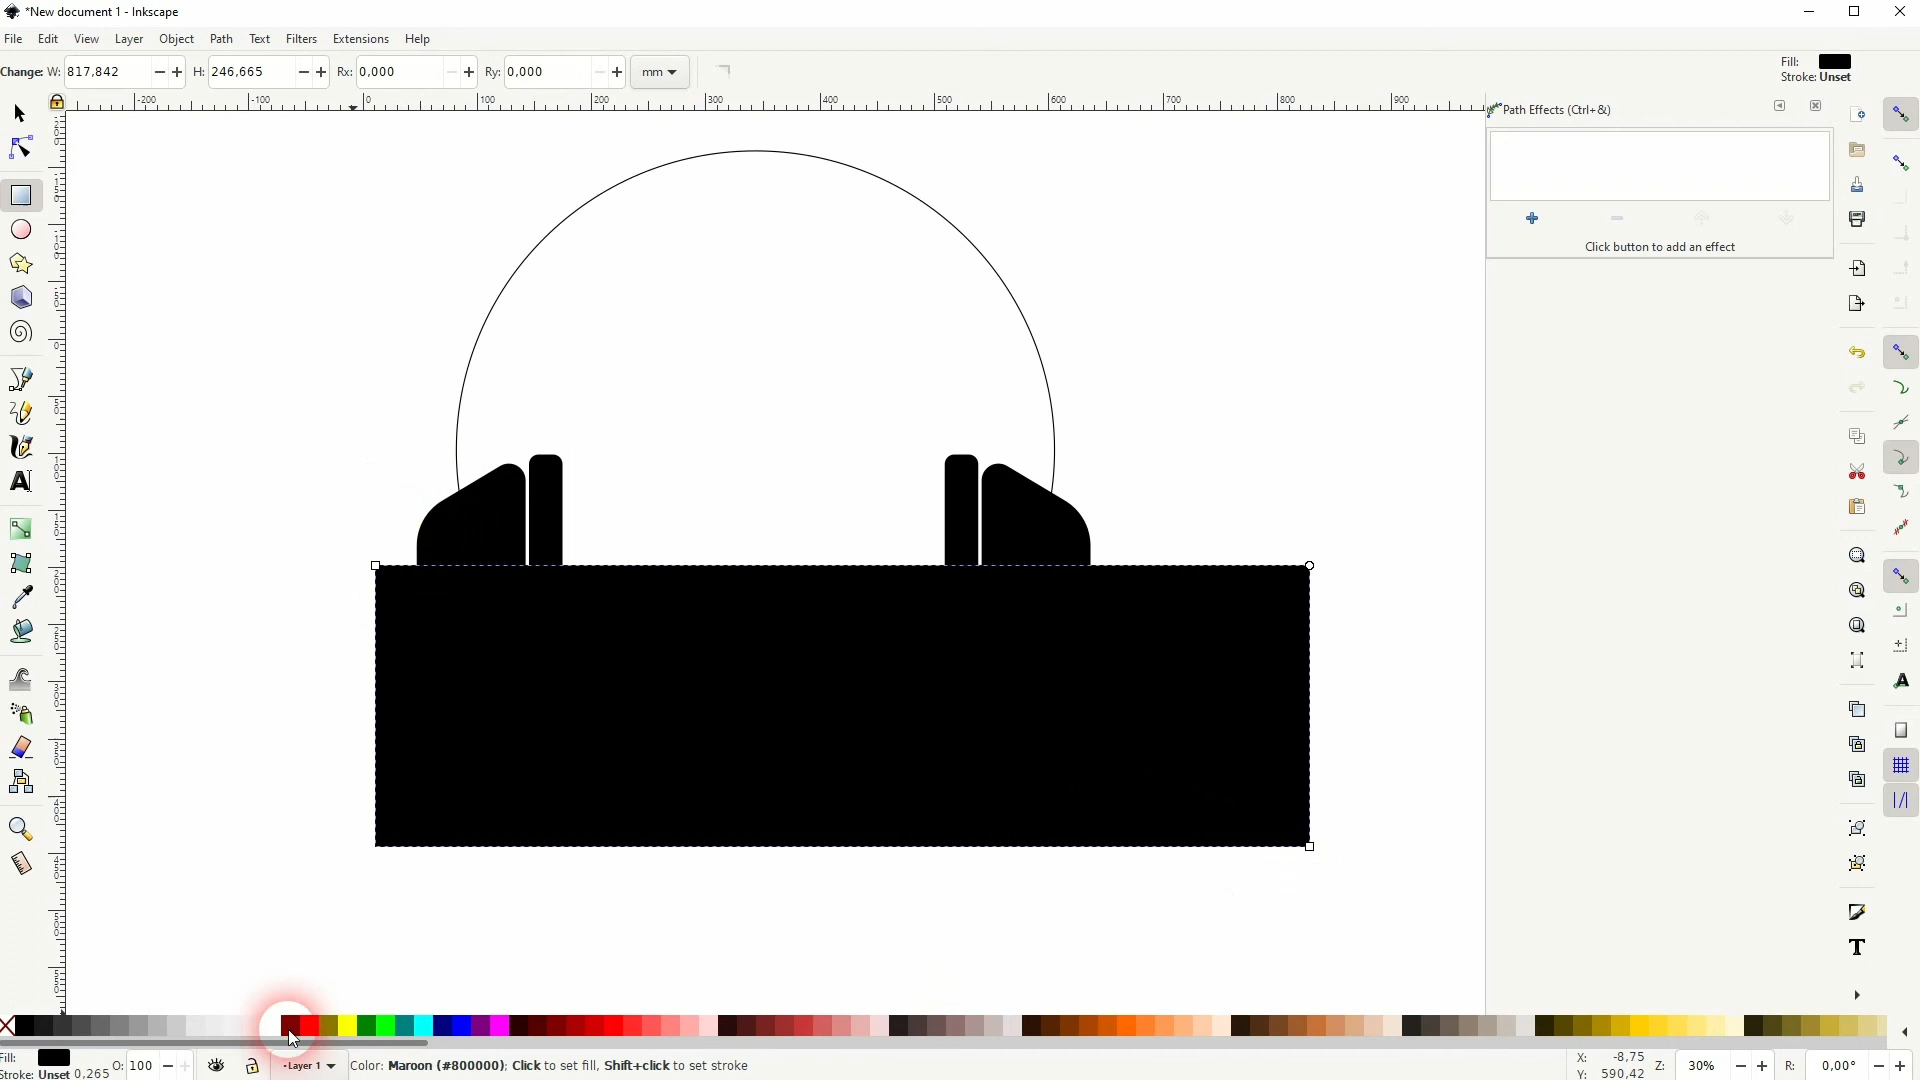 *New document 1 - Inkscape
File Edit View Layer Object Path Text Filters Extensions Help
Change: W: 817,842 H: 246,665 Rx: 0,000 Ry: 0,000 mm
Fill:
Stroke: Unset
-200 -100 0 100 200 300 400 500 600 700 800 900
Path Effects (Ctrl+&)
Click button to add an effect
Fill:
Stroke: Unset 0,265
O: 100
-Layer 1
Color: Maroon (#800000); Click to set fill, Shift+click to set stroke
X: -8,75
Y: 590,42
Z: 30%
R: 0,00°